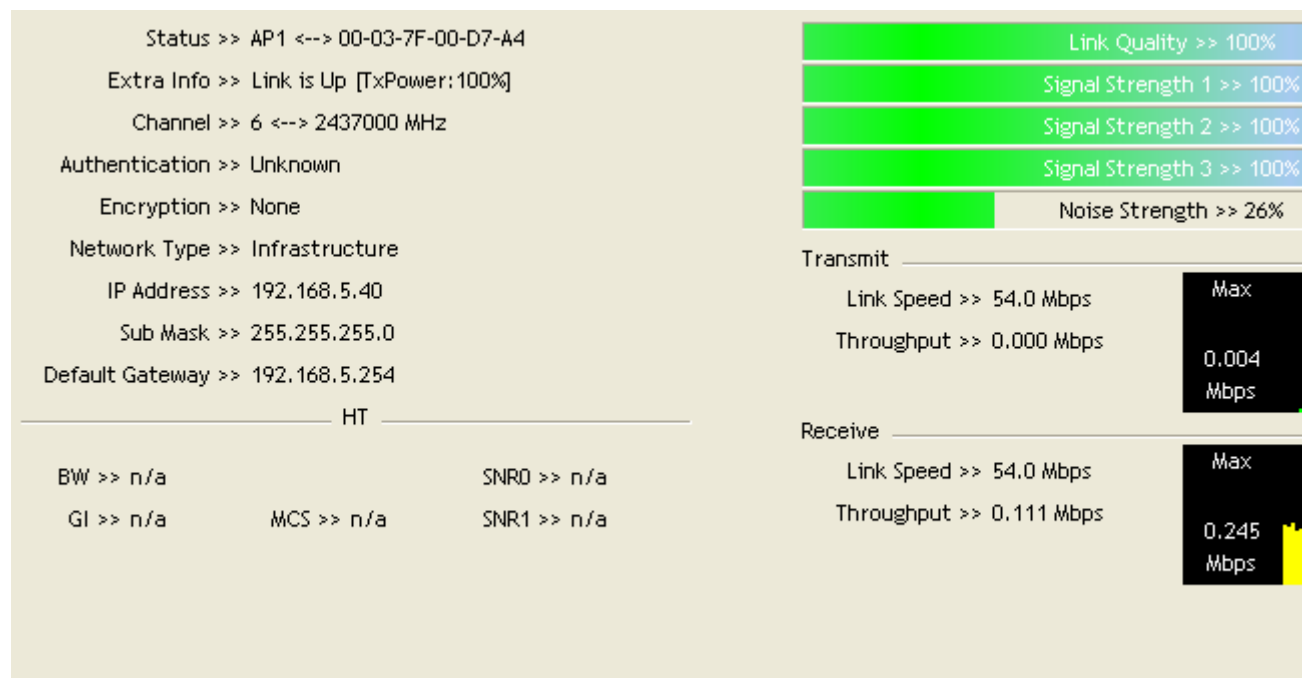 Status >> AP1 <--> 00-03-7F-00-D7-A4
Extra Info >> Link is Up [TxPower:100%]
Channel >> 6 <--> 2437000 MHz
Authentication >> Unknown
Encryption >> None
Network Type >> Infrastructure
IP Address >> 192.168.5.40
Sub Mask >> 255.255.255.0
Default Gateway >> 192.168.5.254
HT
BW >> n/a
SNR0 >> n/a
GI >> n/a
MCS >> n/a
SNR1 >> n/a
Link Quality >> 100%
Signal Strength 1 >> 100%
Signal Strength 2 >> 100%
Signal Strength 3 >> 100%
Noise Strength >> 26%
Transmit
Link Speed >> 54.0 Mbps
Throughput >> 0.000 Mbps
Max
0.004
Mbps
Receive
Link Speed >> 54.0 Mbps
Throughput >> 0.111 Mbps
Max
0.245
Mbps